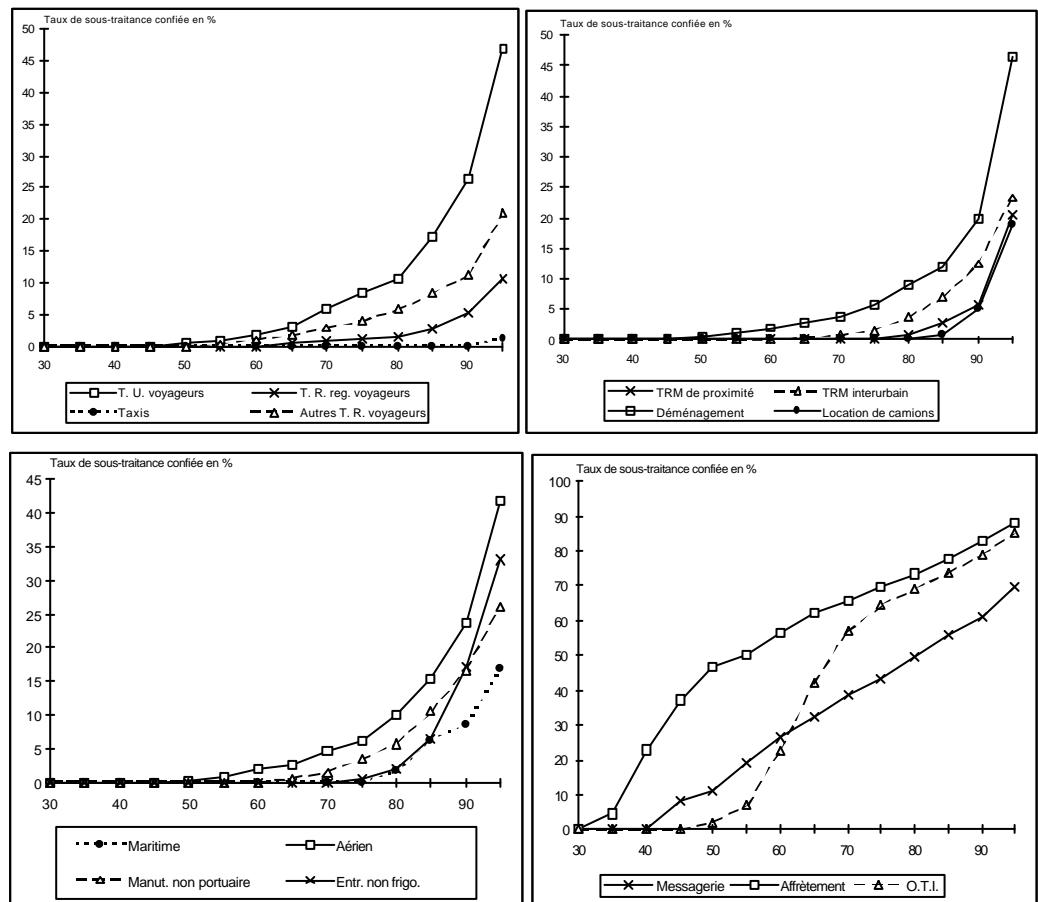 Taux de sous-traitance confiée en %
50
45
40
35
30
25
20
15
10
5
0
30 40 50 60 70 80 90
T. U. voyageurs T. R. reg. voyageurs
Taxis Autres T. R. voyageurs
Taux de sous-traitance confiée en %
50
45
40
35
30
25
20
15
10
5
0
30 40 50 60 70 80 90
TRM de proximité TRM interurbain
Déménagement Location de camions
Taux de sous-traitance confiée en %
45
40
35
30
25
20
15
10
5
0
30 40 50 60 70 80 90
Maritime Aérien
Manut. non portuaire Entr. non frigo.
Taux de sous-traitance confiée en %
100
90
80
70
60
50
40
30
20
10
0
30 40 50 60 70 80 90
Messagerie Affrètement O.T.I.